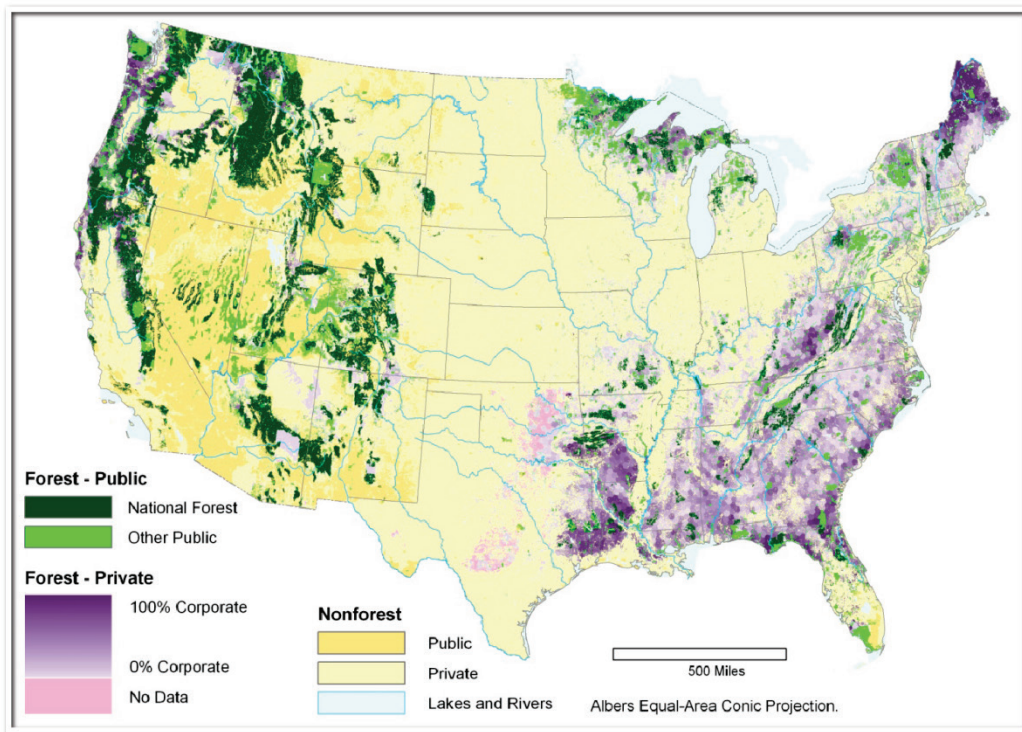 Forest - Public
National Forest
Other Public
Forest - Private
100% Corporate
0% Corporate
No Data
Nonforest
Public
Private
Lakes and Rivers
500 Miles
Albers Equal-Area Conic Projection.